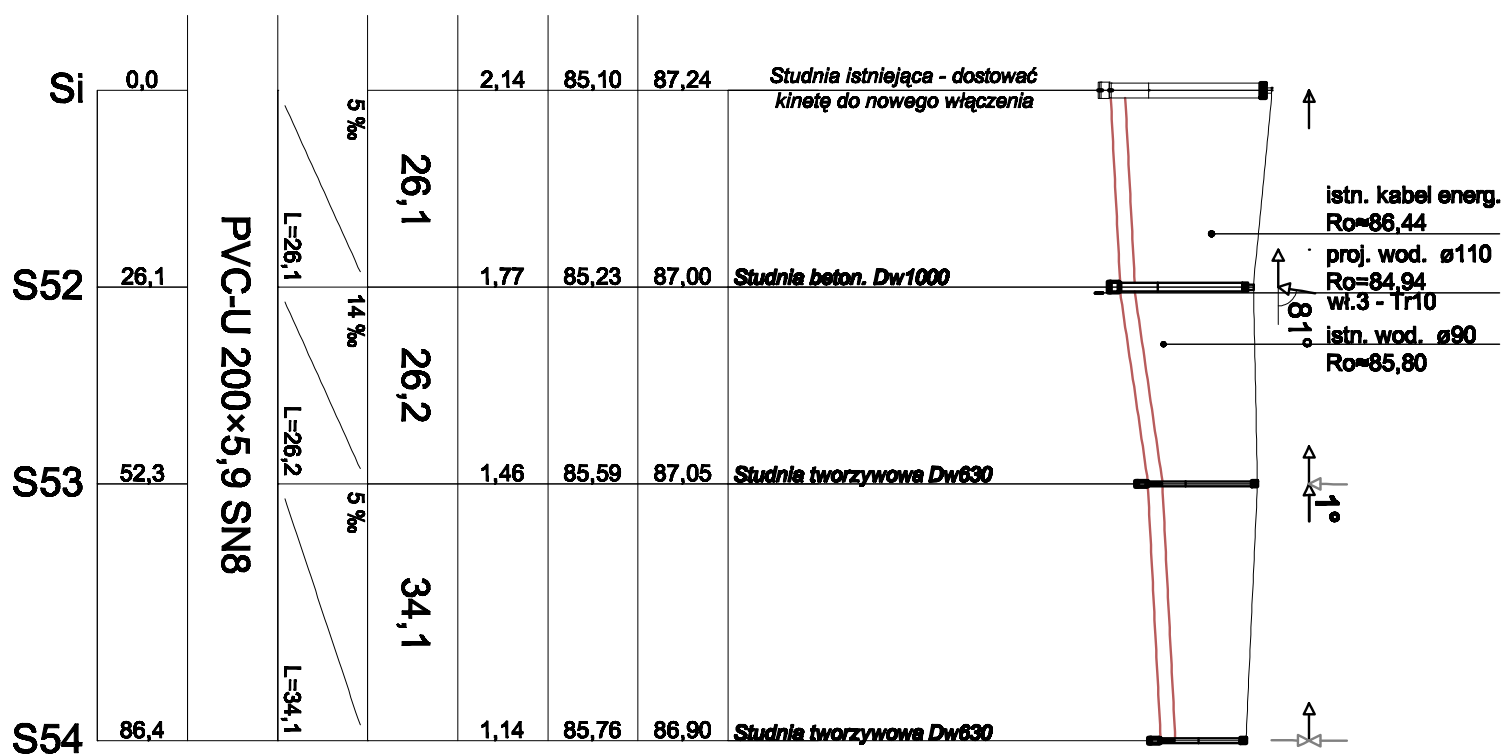 Si 0,0 2,14 85,10 87,24
Studnia istniejąca - dostować
kinetę do nowego włączenia
5 ‰
L=26,1
26,1
istn. kabel energ.
Ro≈86,44
proj. wod. ø110
Ro=84,94
wł.3 - Tr10
81°
istn. wod. ø90
Ro≈85,80
S52 26,1 1,77 85,23 87,00 Studnia beton. Dw1000
14 ‰
L=26,2
26,2
PVC-U 200×5,9 SN8
S53 52,3 1,46 85,59 87,05 Studnia tworzywowa Dw630
1°
5 ‰
L=34,1
34,1
S54 86,4 1,14 85,76 86,90 Studnia tworzywowa Dw630